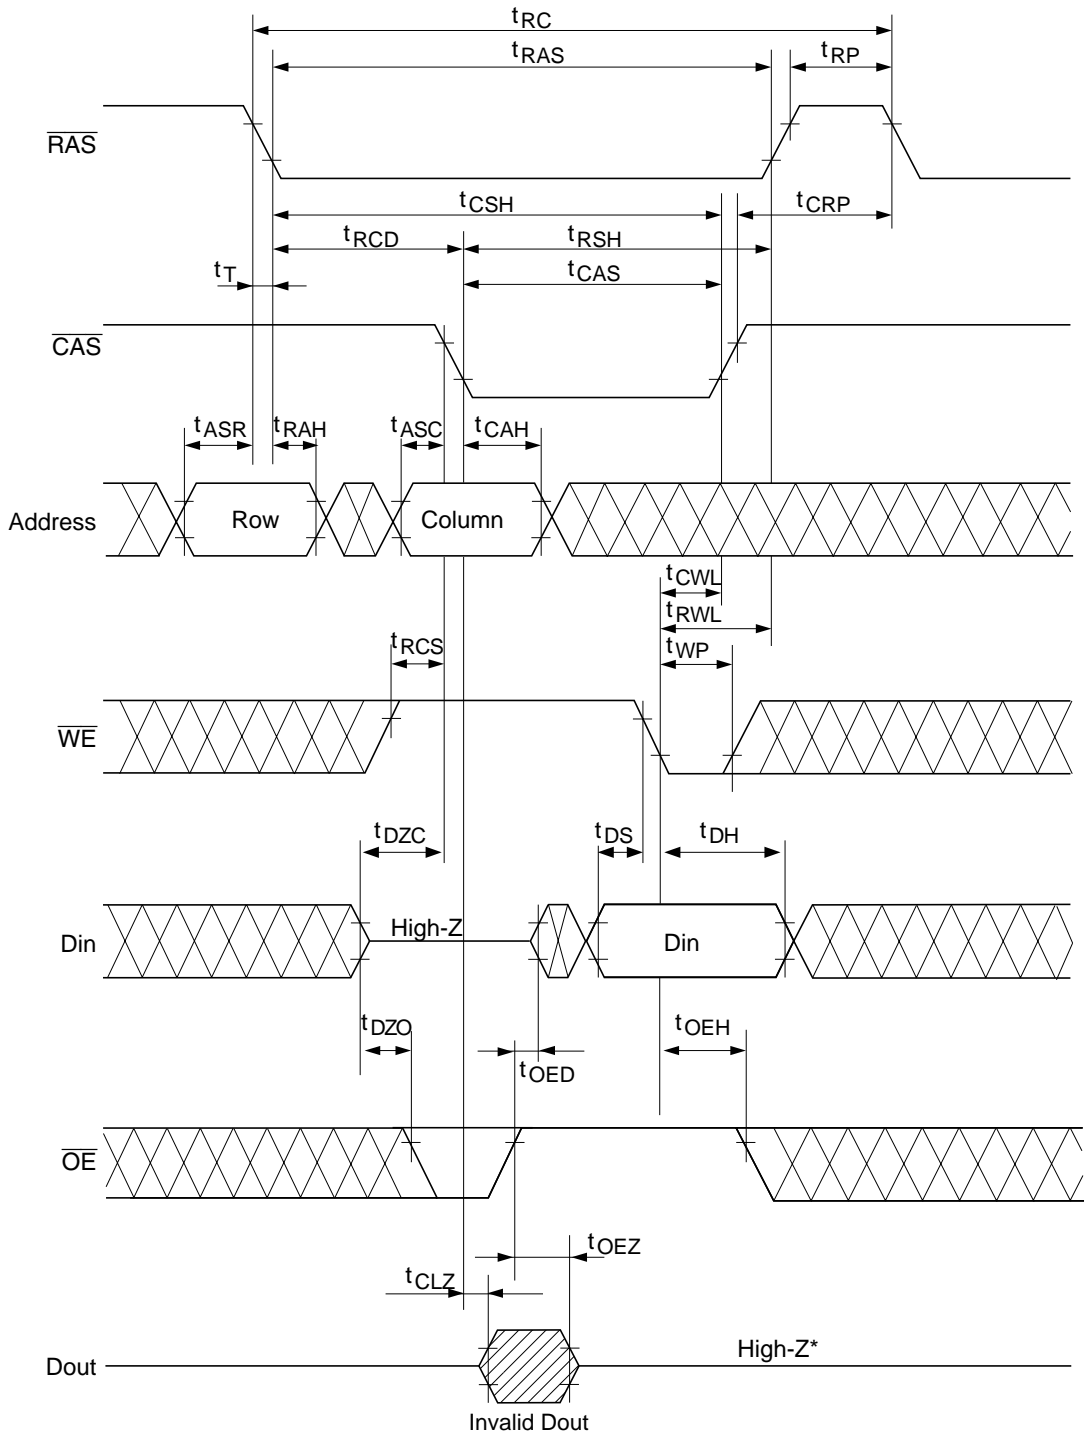 tRC
tRAS
tRP
RAS
tCSH
tCRP
tRCD
tRSH
tT
tCAS
CAS
tASR
tRAH
tASC
tCAH
Address
Row
Column
tCWL
tRWL
tRCS
tWP
WE
tDZC
tDS
tDH
High-Z
Din
Din
tDZO
tOEH
tOED
OE
tOEZ
tCLZ
High-Z*
Dout
Invalid Dout